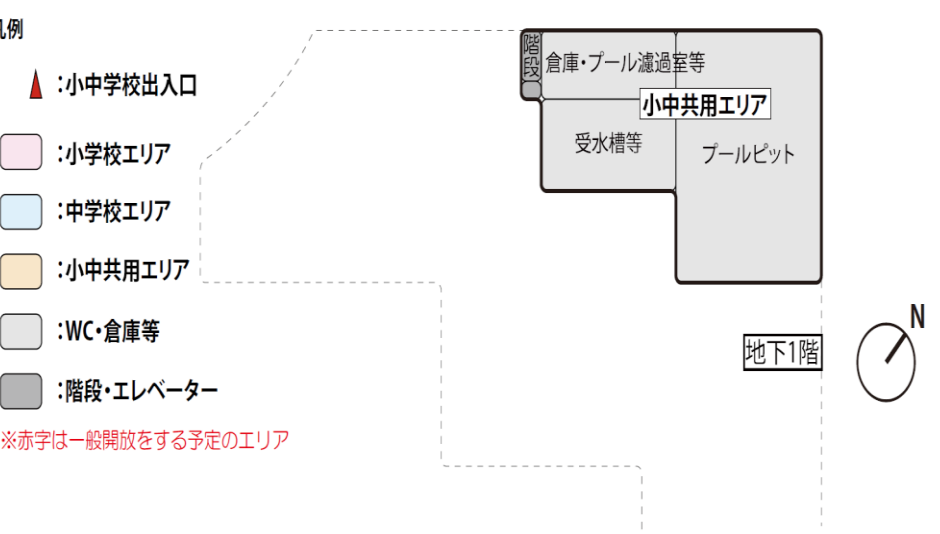 凡例
：小中学校出入口
：小学校エリア
：中学校エリア
：小中共用エリア
：WC・倉庫等
：階段・エレベーター
※赤字は一般開放をする予定のエリア
階段
倉庫・プール濾過室等
小中共用エリア
受水槽等
プールピット
地下1階
N